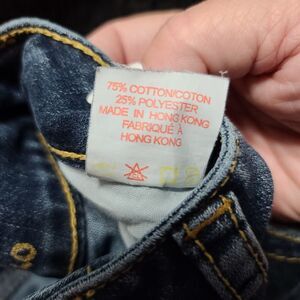 75% COTTON/COTON
25% POLYESTER
MADE IN HONG KONG
FABRIQUÉ À
HONG KONG